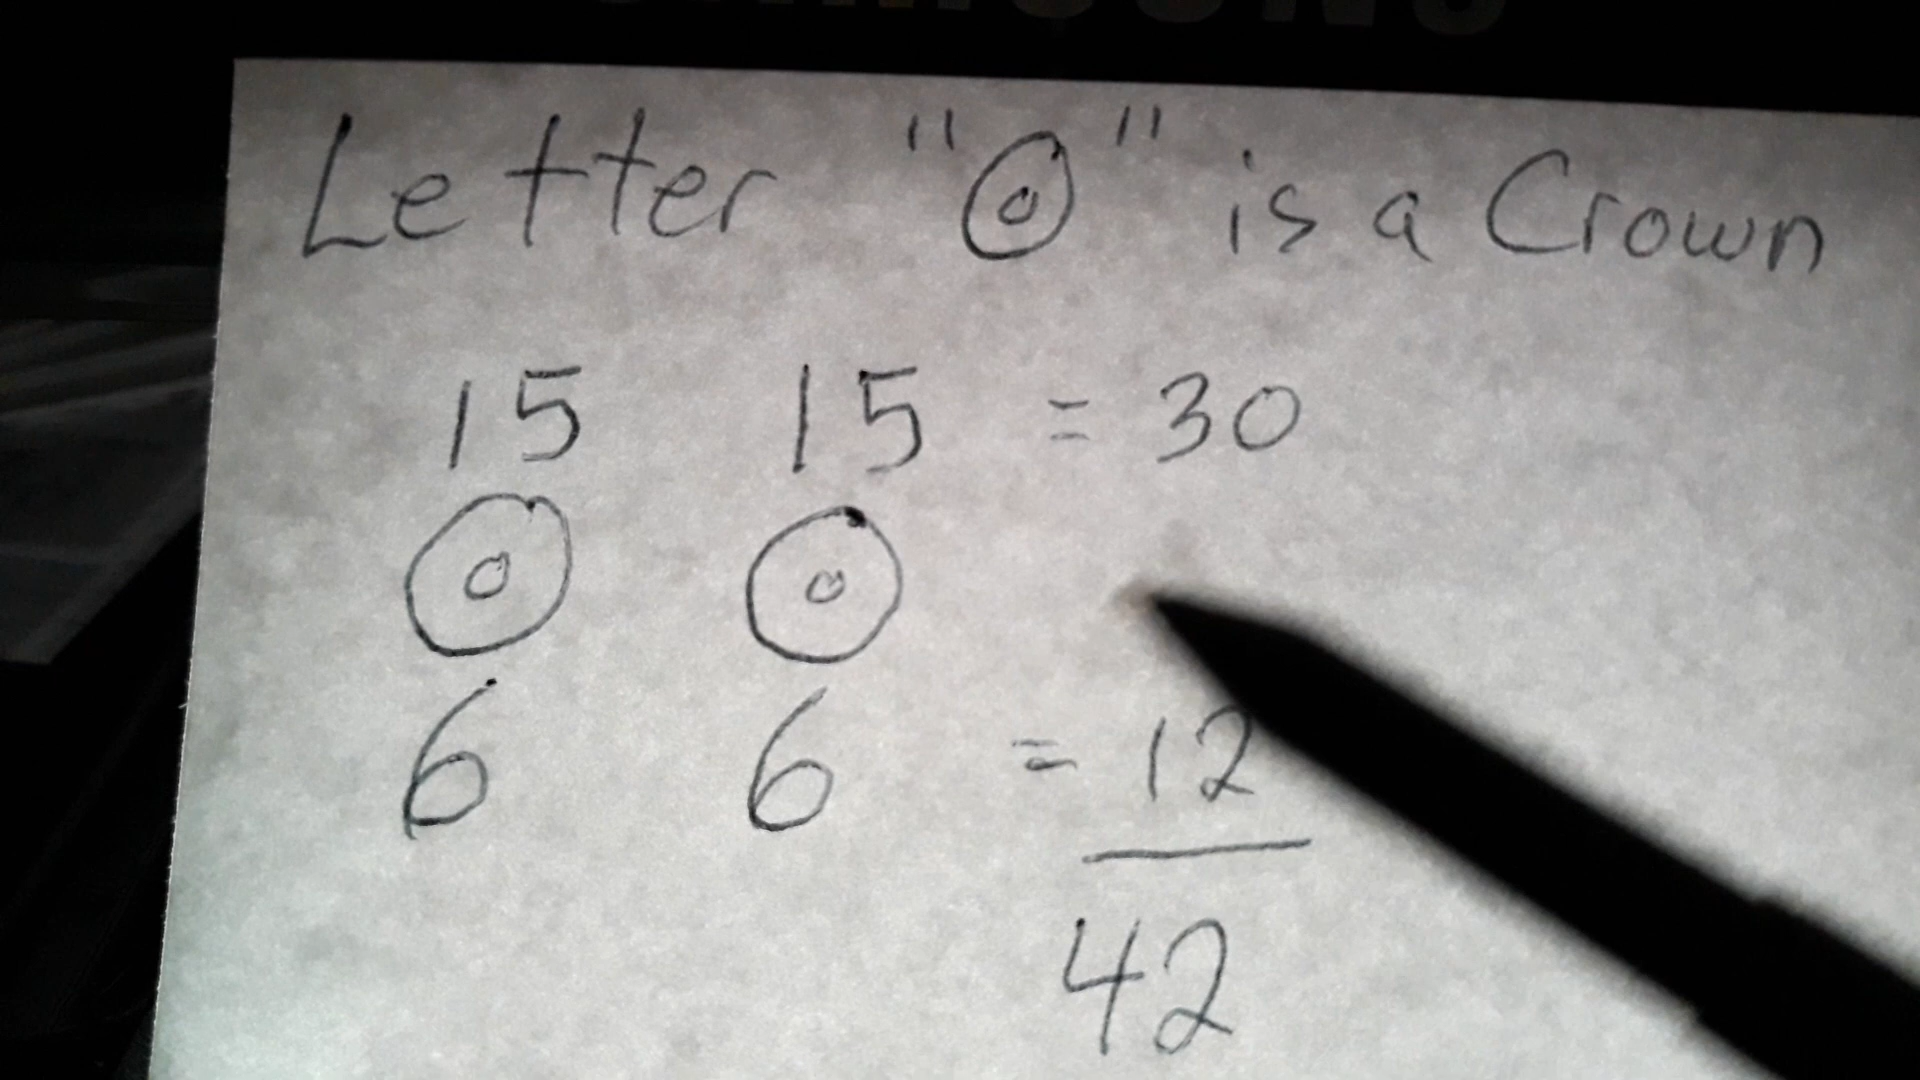 Letter "O" is a Crown
15 15 = 30
O O
6 6 = 12
42